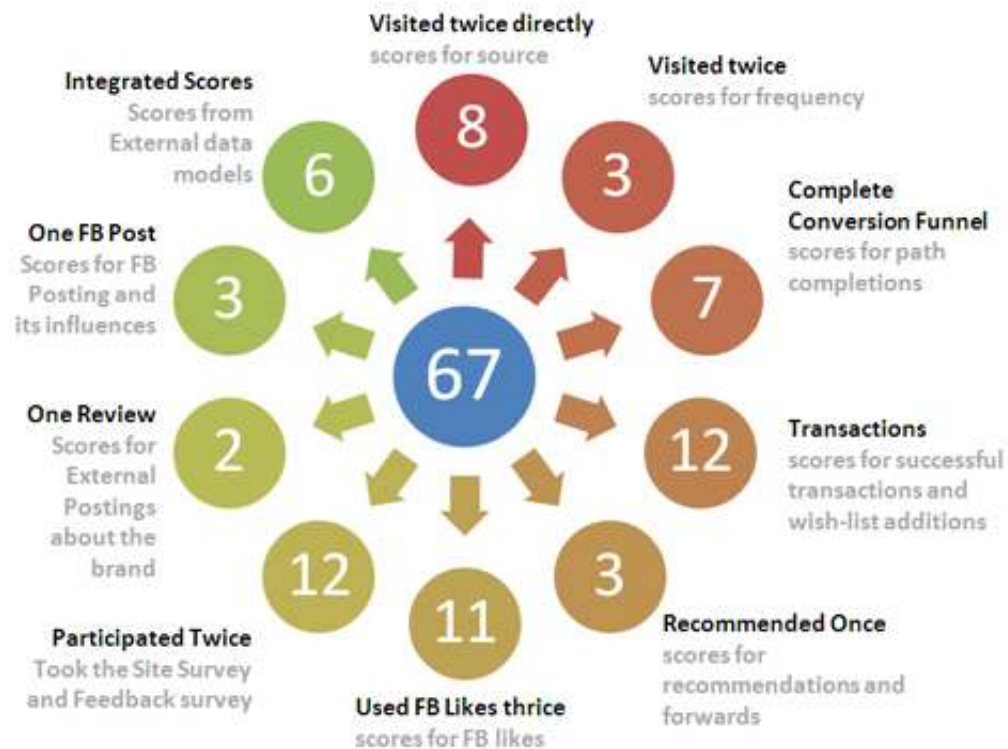 Visited twice directly
scores for source
8
Visited twice
scores for frequency
3
Complete
Conversion Funnel
scores for path
completions
7
Transactions
scores for successful
transactions and
wish-list additions
12
Recommended Once
scores for
recommendations and
forwards
3
Used FB Likes thrice
scores for FB likes
11
Participated Twice
Took the Site Survey
and Feedback survey
12
One Review
Scores for
External
Postings
about the
brand
2
One FB Post
Scores for FB
Posting and
its influences
3
Integrated Scores
Scores from
External data
models
6
67